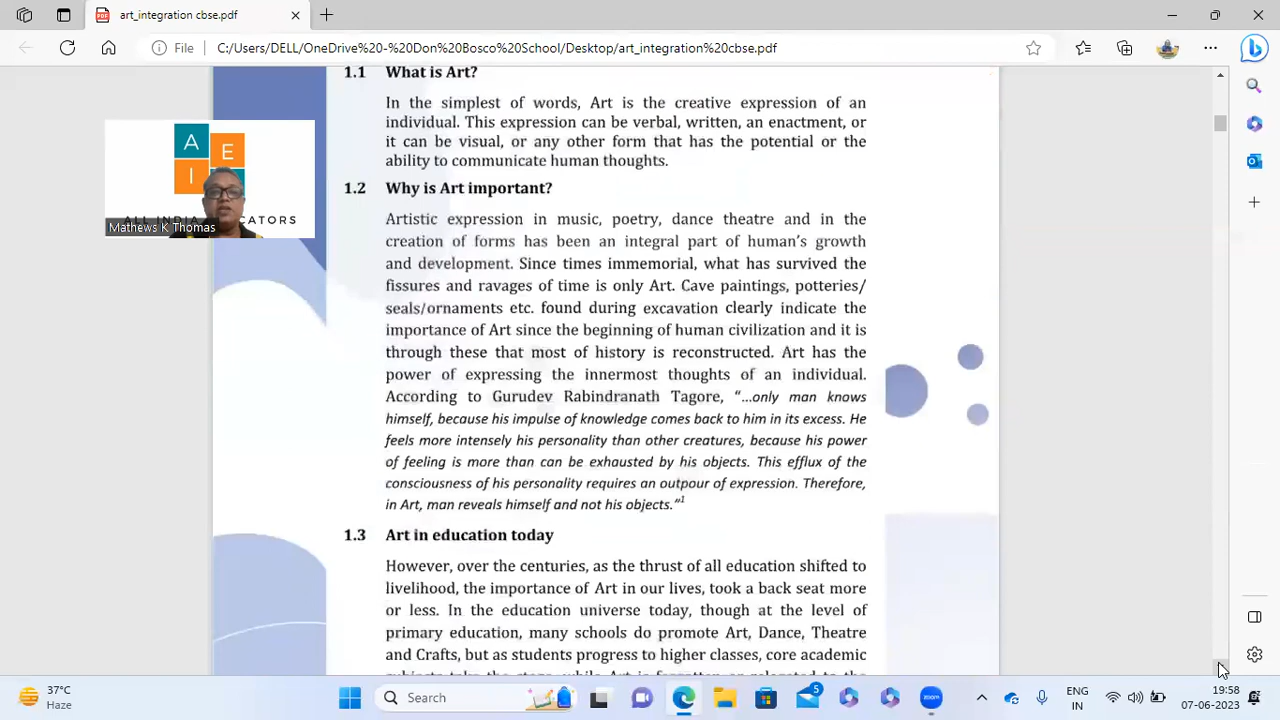 art_integration cbse.pdf
File
C:/Users/DELL/OneDrive%20-%20Don%20Bosco%20School/Desktop/art_integration%20cbse.pdf
1.1 What is Art?
In the simplest of words, Art is the creative expression of an
individual. This expression can be verbal, written, an enactment, or
it can be visual, or any other form that has the potential or the
ability to communicate human thoughts.
A
E
I
ALL INDIA
CATORS
Mathews K Thomas
1.2 Why is Art important?
Artistic expression in music, poetry, dance theatre and in the
creation of forms has been an integral part of human's growth
and development. Since times immemorial, what has survived the
fissures and ravages of time is only Art. Cave paintings, potteries/
seals/ornaments etc. found during excavation clearly indicate the
importance of Art since the beginning of human civilization and it is
through these that most of history is reconstructed. Art has the
power of expressing the innermost thoughts of an individual.
According to Gurudev Rabindranath Tagore, "...only man knows
himself, because his impulse of knowledge comes back to him in its excess. He
feels more intensely his personality than other creatures, because his power
of feeling is more than can be exhausted by his objects. This efflux of the
consciousness of his personality requires an outpour of expression. Therefore,
in Art, man reveals himself and not his objects."1
1.3 Art in education today
However, over the centuries, as the thrust of all education shifted to
livelihood, the importance of Art in our lives, took a back seat more
or less. In the education universe today, though at the level of
primary education, many schools do promote Art, Dance, Theatre
and Crafts, but as students progress to higher classes, core academic
37°C
Haze
Search
5
zoom
ENG
IN
19:58
07-06-2023